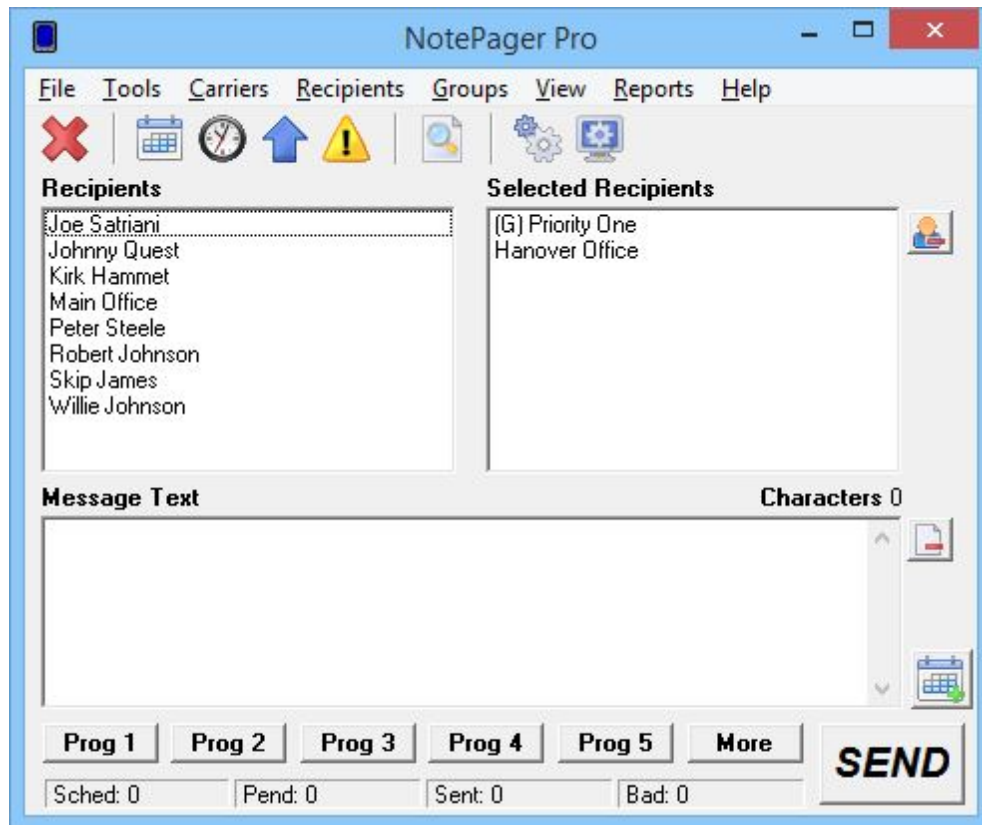 NotePager Pro
File Tools Carriers Recipients Groups View Reports Help
Recipients
Joe Satriani
Johnny Quest
Kirk Hammet
Main Office
Peter Steele
Robert Johnson
Skip James
Willie Johnson
Selected Recipients
(G) Priority One
Hanover Office
Message Text
Characters 0
Prog 1 Prog 2 Prog 3 Prog 4 Prog 5 More
SEND
Sched: 0 Pend: 0 Sent: 0 Bad: 0